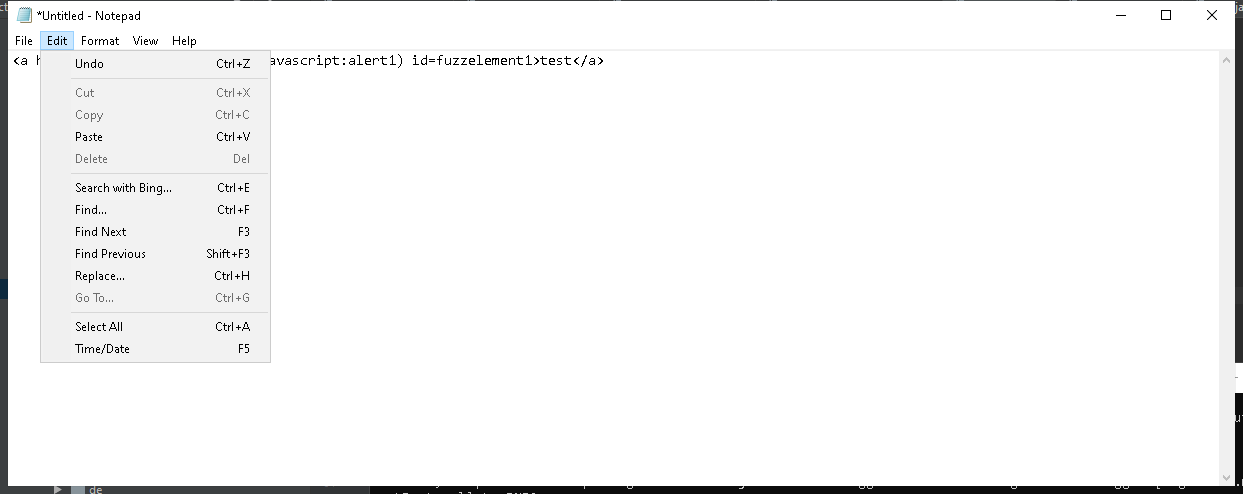 *Untitled - Notepad
File Edit Format View Help
<a h avascript:alert1) id=fuzzelement1>test</a>
Undo Ctrl+Z
Cut Ctrl+X
Copy Ctrl+C
Paste Ctrl+V
Delete Del
Search with Bing... Ctrl+E
Find... Ctrl+F
Find Next F3
Find Previous Shift+F3
Replace... Ctrl+H
Go To... Ctrl+G
Select All Ctrl+A
Time/Date F5
de